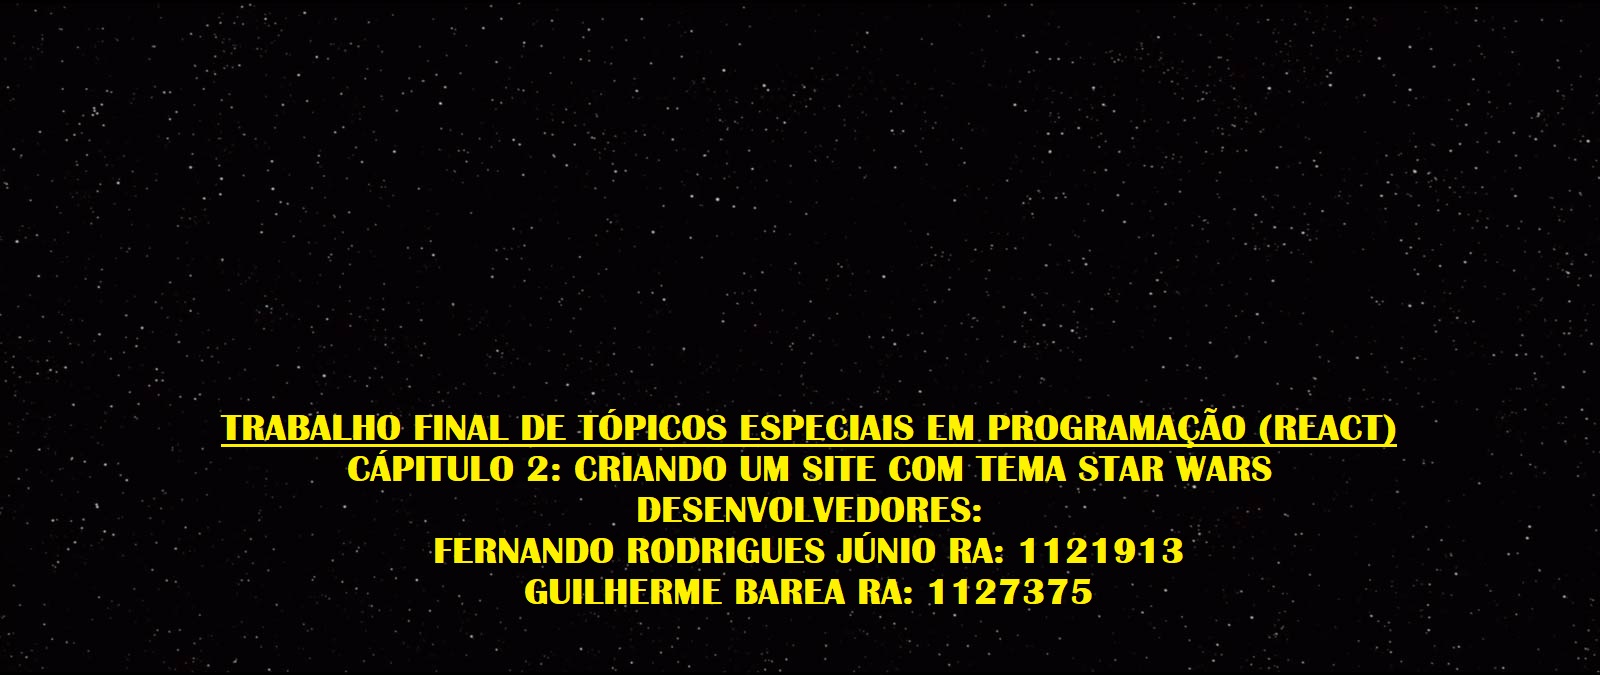 TRABALHO FINAL DE TÓPICOS ESPECIAIS EM PROGRAMAÇÃO (REACT)
CÁPITULO 2: CRIANDO UM SITE COM TEMA STAR WARS
DESENVOLVEDORES:
FERNANDO RODRIGUES JÚNIO RA: 1121913
GUILHERME BAREA RA: 1127375